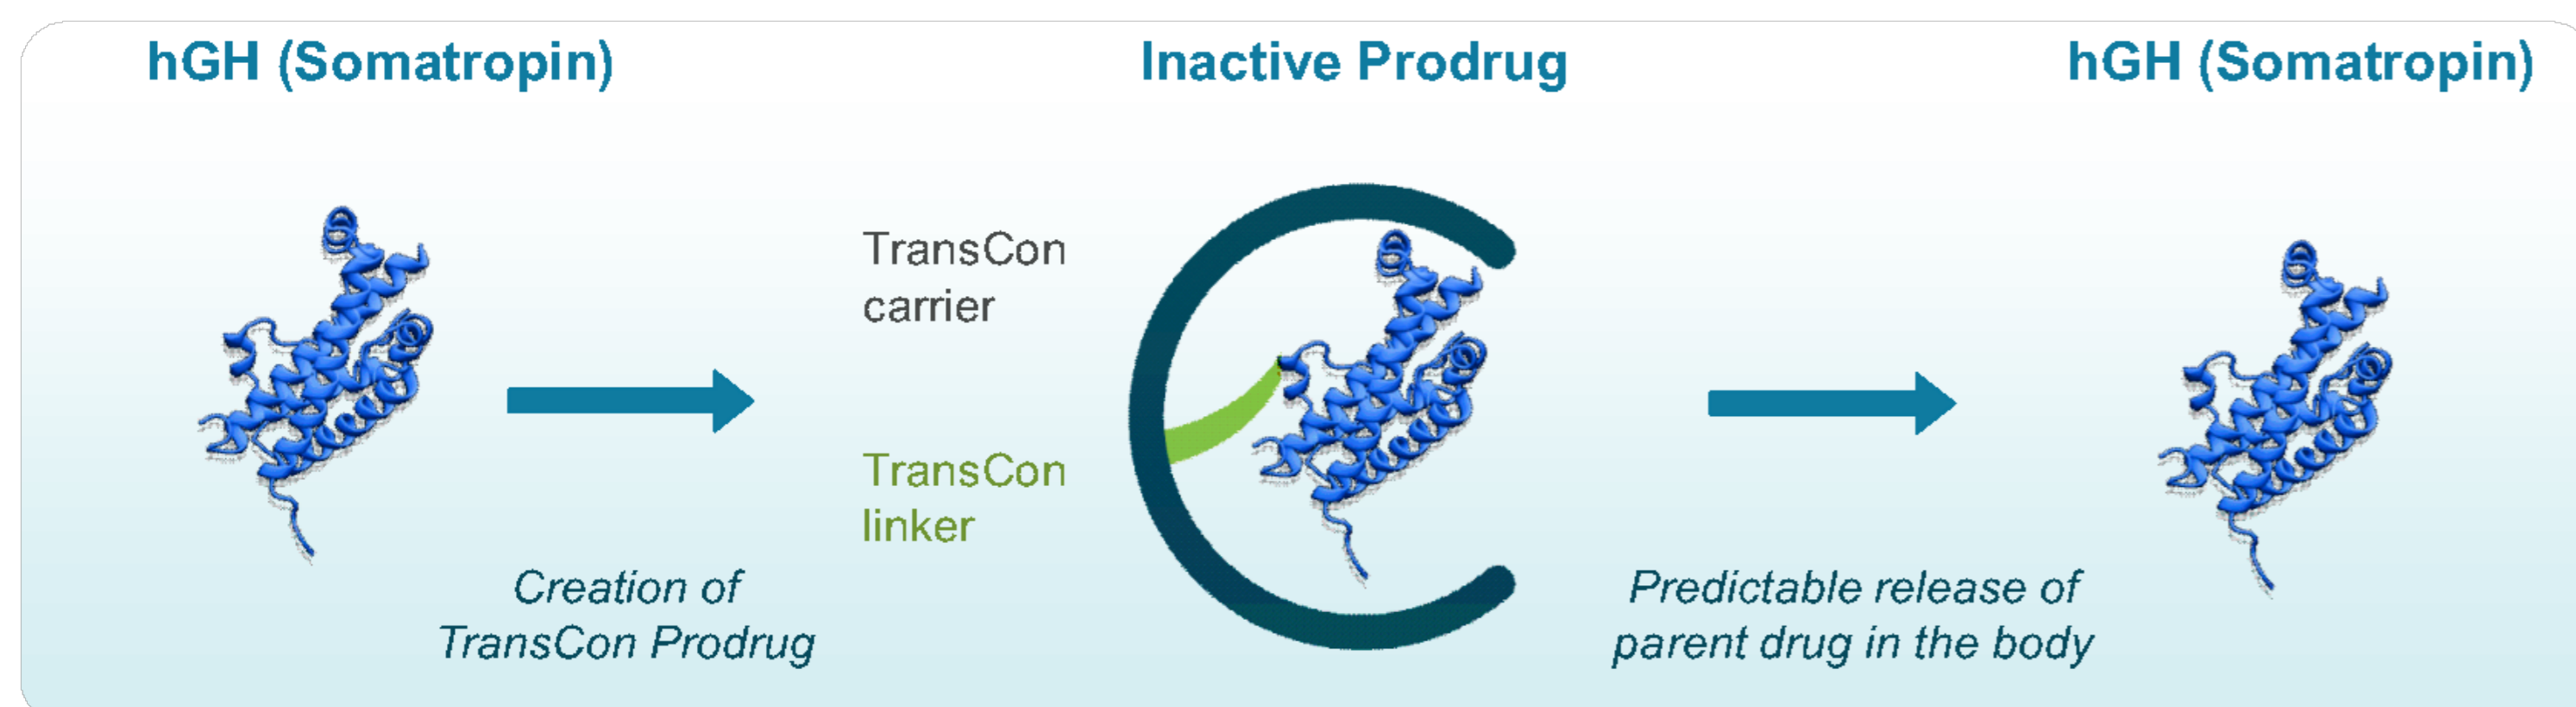 hGH (Somatropin)
Inactive Prodrug
hGH (Somatropin)
TransCon
carrier
TransCon
linker
Creation of
TransCon Prodrug
Predictable release of
parent drug in the body